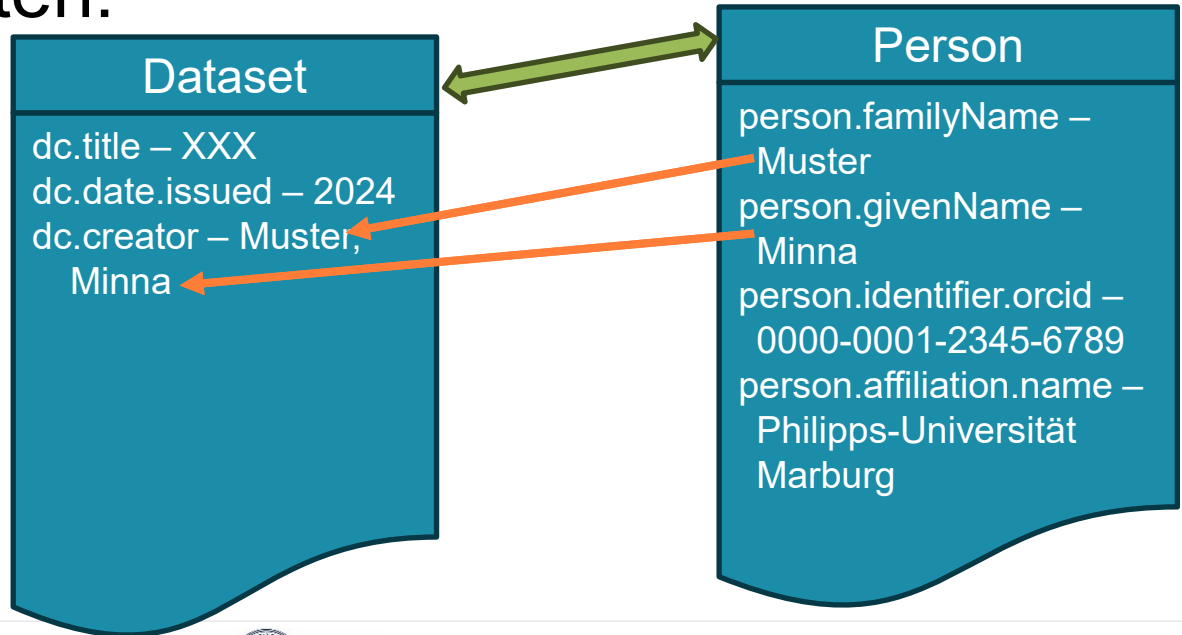 Dataset
dc.title – XXX
dc.date.issued – 2024
dc.creator – Muster,
Minna
Person
person.familyName –
Muster
person.givenName –
Minna
person.identifier.orcid –
0000-0001-2345-6789
person.affiliation.name –
Philipps-Universität
Marburg